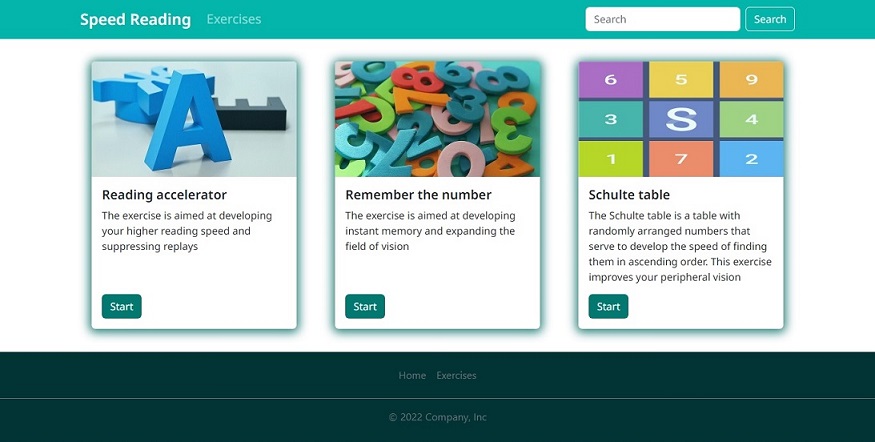 Speed Reading
Exercises
Search
Search
A
6 5 9
3 S 4
1 7 2
Reading accelerator
The exercise is aimed at developing
your higher reading speed and
suppressing replays
Start
Remember the number
The exercise is aimed at developing
instant memory and expanding the
field of vision
Start
Schulte table
The Schulte table is a table with
randomly arranged numbers that
serve to develop the speed of finding
them in ascending order. This exercise
improves your peripheral vision
Start
Home Exercises
© 2022 Company, Inc